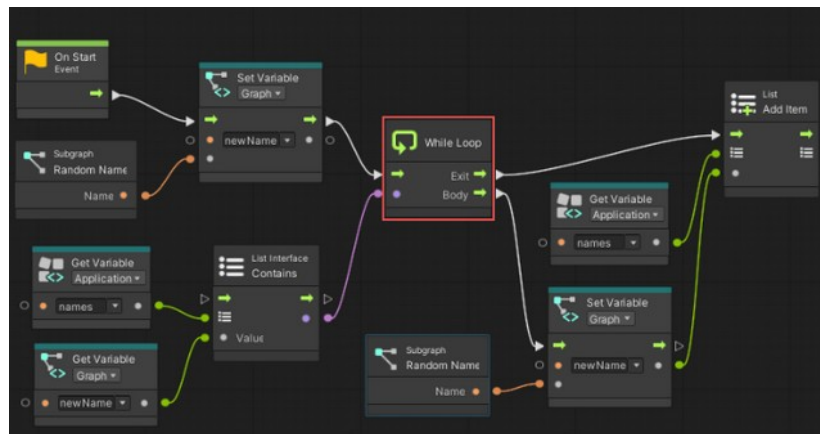 On Start
Event
Set Variable
Graph
newName
Subgraph
Random Name
Name
Get Variable
Application
names
Get Variable
Graph
newName
List Interface
Contains
Value
While Loop
Exit
Body
Subgraph
Random Name
Name
Get Variable
Application
names
Set Variable
Graph
newName
List
Add Item